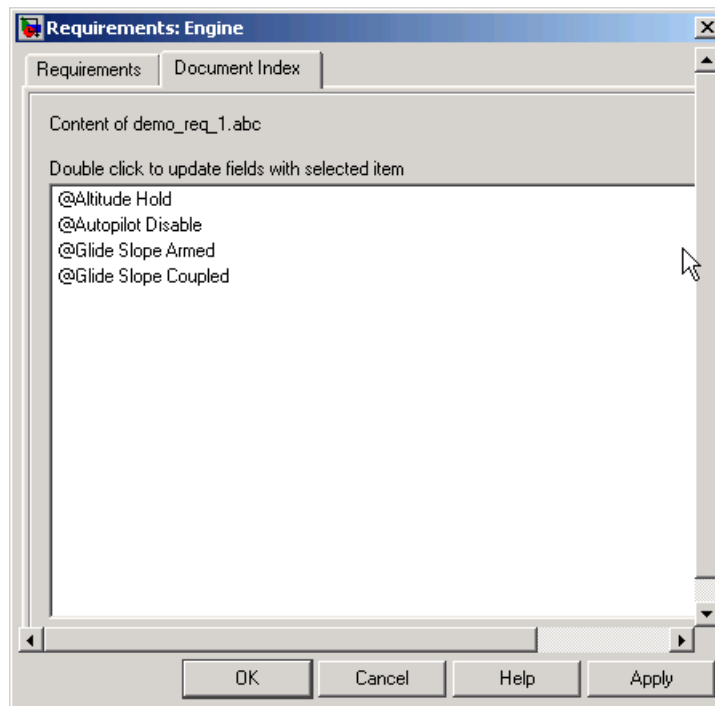 Requirements: Engine
Requirements
Document Index
Content of demo_req_1.abc
Double click to update fields with selected item
@Altitude Hold
@Autopilot Disable
@Glide Slope Armed
@Glide Slope Coupled
OK
Cancel
Help
Apply